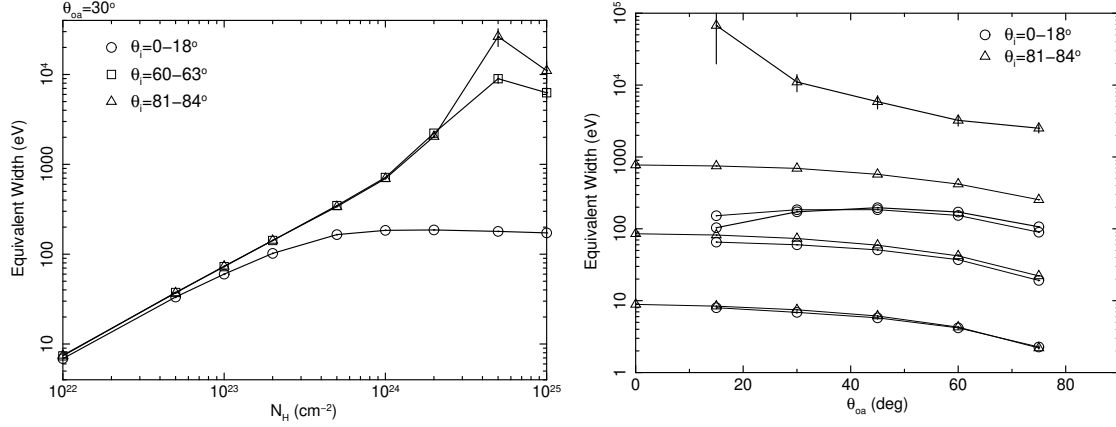 θoa=30°
θi=0−18°
θi=60−63°
θi=81−84°
Equivalent Width (eV)
10
100
1000
10⁴
10²²
10²³
10²⁴
10²⁵
NH (cm⁻²)
θi=0−18°
θi=81−84°
Equivalent Width (eV)
1
10
100
1000
10⁴
10⁵
0
20
40
60
80
θoa (deg)